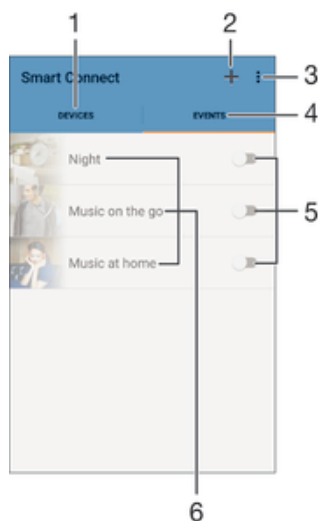 1
2
Smart Connect
3
DEVICES
EVENTS
4
Night
Music on the go
5
Music at home
6